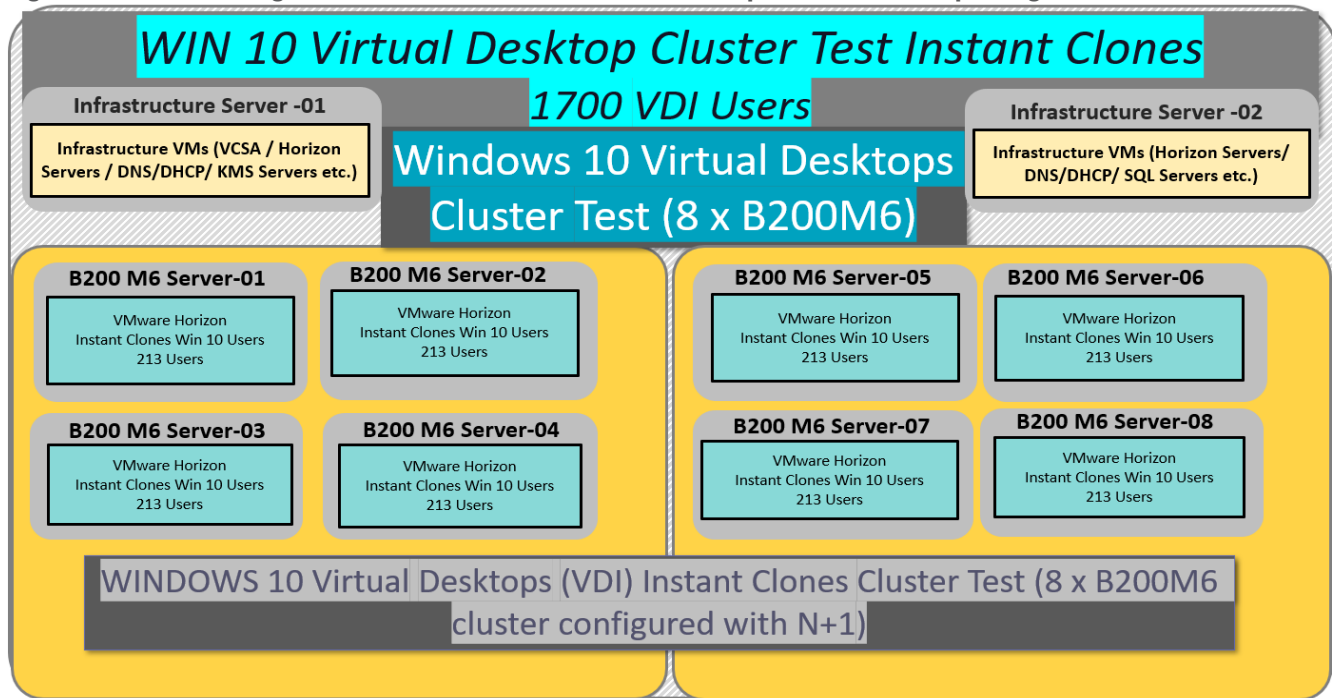 WIN 10 Virtual Desktop Cluster Test Instant Clones
1700 VDI Users
Infrastructure Server -01
Infrastructure VMs (VCSA / Horizon
Servers / DNS/DHCP/ KMS Servers etc.)
Windows 10 Virtual Desktops
Cluster Test (8 x B200M6)
Infrastructure Server -02
Infrastructure VMs (Horizon Servers/
DNS/DHCP/ SQL Servers etc.)
B200 M6 Server-01
VMware Horizon
Instant Clones Win 10 Users
213 Users
B200 M6 Server-02
VMware Horizon
Instant Clones Win 10 Users
213 Users
B200 M6 Server-03
VMware Horizon
Instant Clones Win 10 Users
213 Users
B200 M6 Server-04
VMware Horizon
Instant Clones Win 10 Users
213 Users
B200 M6 Server-05
VMware Horizon
Instant Clones Win 10 Users
213 Users
B200 M6 Server-06
VMware Horizon
Instant Clones Win 10 Users
213 Users
B200 M6 Server-07
VMware Horizon
Instant Clones Win 10 Users
213 Users
B200 M6 Server-08
VMware Horizon
Instant Clones Win 10 Users
213 Users
WINDOWS 10 Virtual Desktops (VDI) Instant Clones Cluster Test (8 x B200M6
cluster configured with N+1)